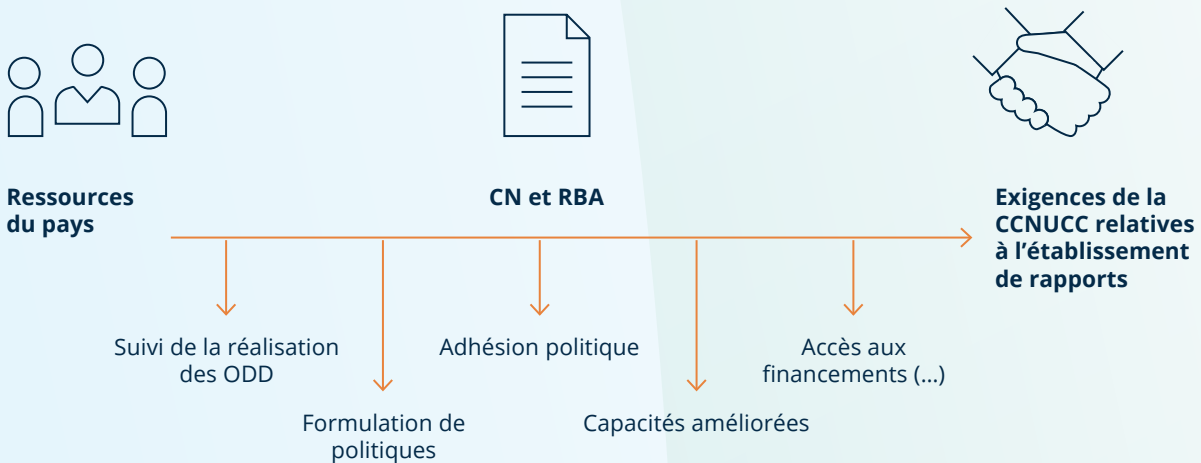 Ressources
du pays
CN et RBA
Exigences de la
CCNUCC relatives
à l’établissement
de rapports
Suivi de la réalisation
des ODD
Formulation de
politiques
Adhésion politique
Capacités améliorées
Accès aux
financements (...)